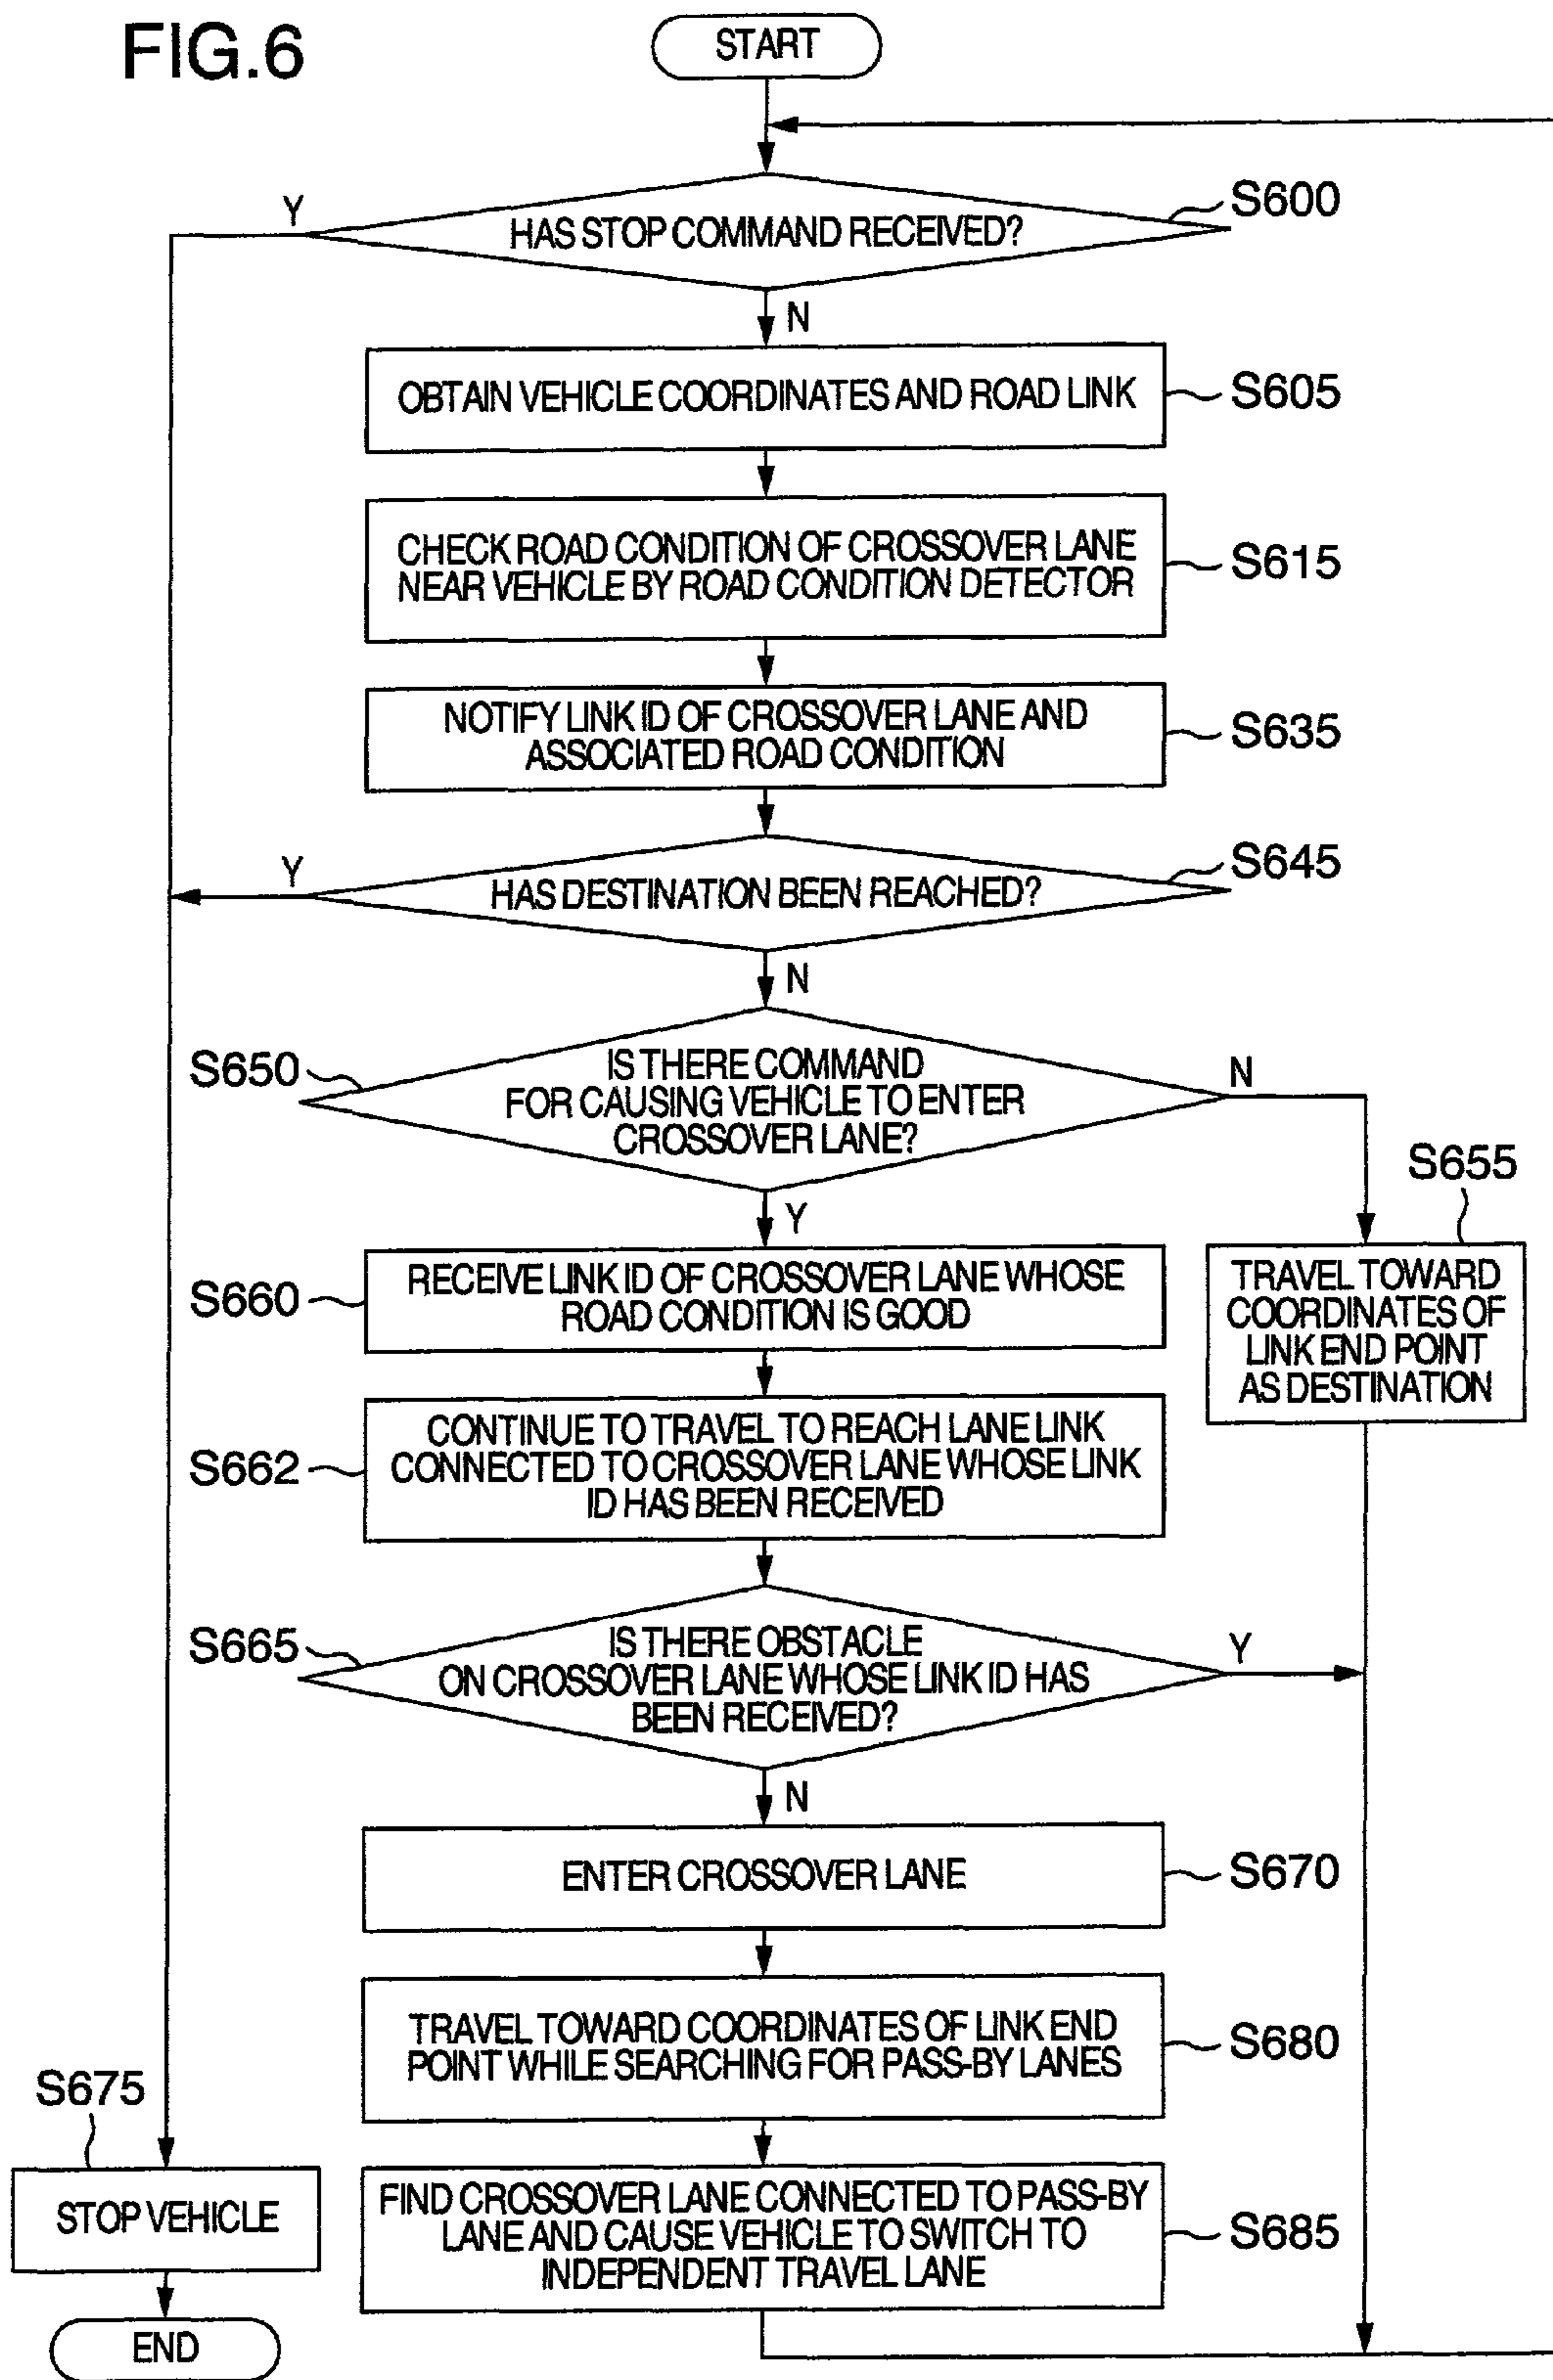 FIG.6
START
S600
Y
HAS STOP COMMAND RECEIVED?
N
OBTAIN VEHICLE COORDINATES AND ROAD LINK
S605
CHECK ROAD CONDITION OF CROSSOVER LANE
NEAR VEHICLE BY ROAD CONDITION DETECTOR
S615
NOTIFY LINK ID OF CROSSOVER LANE AND
ASSOCIATED ROAD CONDITION
S635
S645
Y
HAS DESTINATION BEEN REACHED?
N
S650
IS THERE COMMAND
FOR CAUSING VEHICLE TO ENTER
CROSSOVER LANE?
N
Y
S655
TRAVEL TOWARD
COORDINATES OF
LINK END POINT
AS DESTINATION
S660
RECEIVE LINK ID OF CROSSOVER LANE WHOSE
ROAD CONDITION IS GOOD
S662
CONTINUE TO TRAVEL TO REACH LANE LINK
CONNECTED TO CROSSOVER LANE WHOSE LINK
ID HAS BEEN RECEIVED
S665
IS THERE OBSTACLE
ON CROSSOVER LANE WHOSE LINK ID HAS
BEEN RECEIVED?
Y
N
ENTER CROSSOVER LANE
S670
TRAVEL TOWARD COORDINATES OF LINK END
POINT WHILE SEARCHING FOR PASS-BY LANES
S680
S675
STOP VEHICLE
FIND CROSSOVER LANE CONNECTED TO PASS-BY
LANE AND CAUSE VEHICLE TO SWITCH TO
INDEPENDENT TRAVEL LANE
S685
END